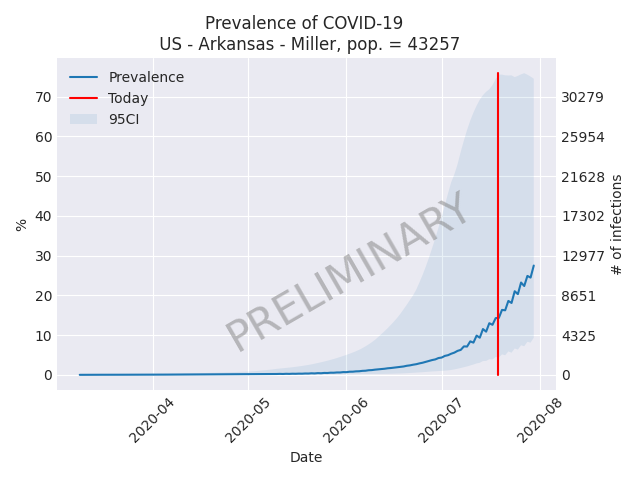 Prevalence of COVID-19
US - Arkansas - Miller, pop. = 43257
Prevalence
Today
95CI
70
60
50
40
30
20
10
0
%
30279
25954
21628
17302
12977
8651
4325
0
# of infections
PRELIMINARY
2020-04
2020-05
2020-06
2020-07
2020-08
Date